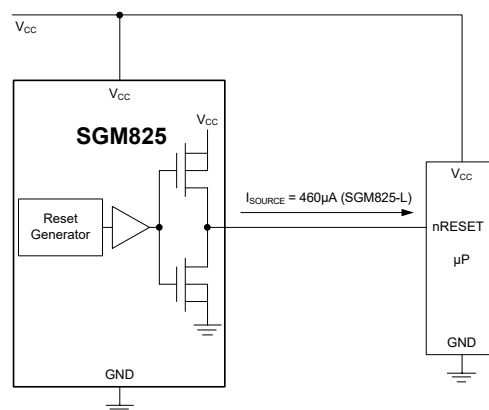 VCC
VCC
SGM825
VCC
VCC
ISOURCE = 460µA (SGM825-L)
Reset
Generator
nRESET
µP
GND
GND